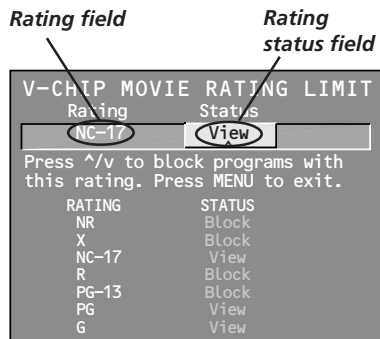 Rating field
Rating
status field
V-CHIP MOVIE RATING LIMIT
Rating Status
NC-17 View
Press ^/v to block programs with
this rating. Press MENU to exit.
RATING STATUS
NR Block
X Block
NC-17 View
R Block
PG-13 Block
PG View
G View